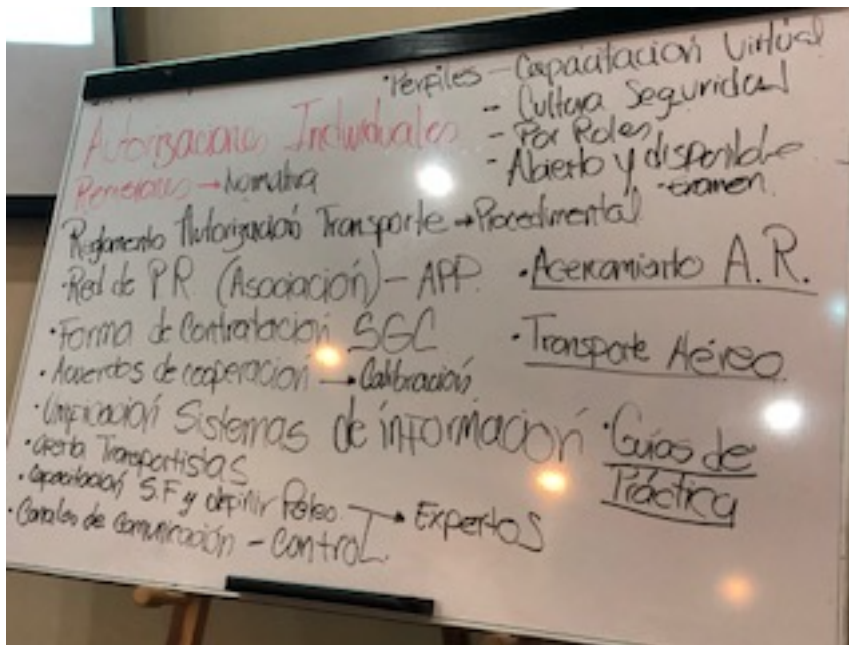 •Perfiles - Capacitación Virtual
- Cultura Seguridad
- Por Roles
- Abierto y disponible
- examen.
Autorizaciones Individuales
→ Normativa
Reglamento Autorización Transporte → Procedimental
•Red de PR (Asociación) - APP.
•Forma de Contratación SGC
•Acuerdos de cooperación → Calibración
•Unificación Sistemas de información
•Oferta Transportistas
•Capacitación S.F y definir → Expertos
•Canales de Comunicación - Control.
•Acercamiento A.R.
•Transporte Aéreo
•Guías de
Práctica